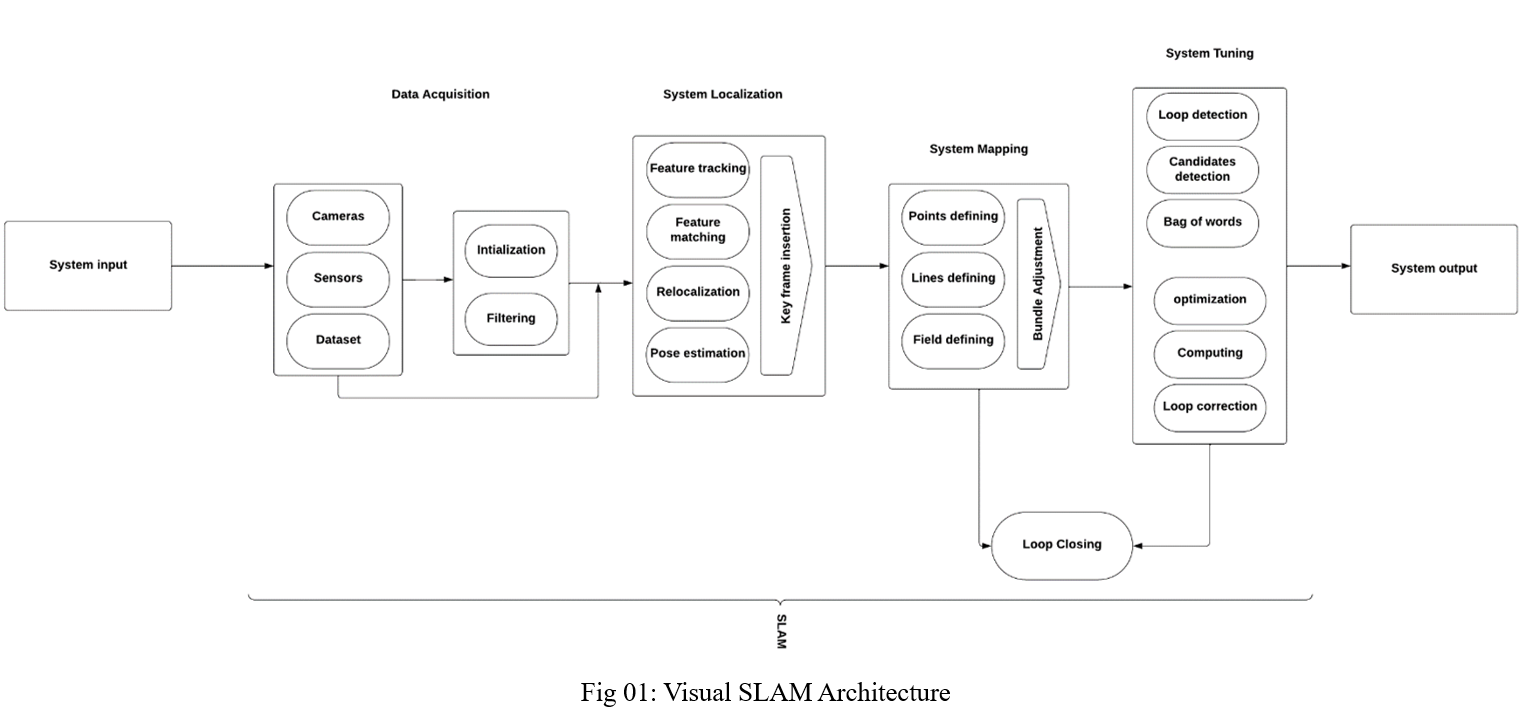 System Tuning
Data Acquisition
System Localization
System Mapping
System input
Cameras
Sensors
Dataset
Intialization
Filtering
Feature tracking
Feature
matching
Relocalization
Pose estimation
Key frame insertion
Points defining
Lines defining
Field defining
Bundle Adjustment
Loop detection
Candidates
detection
Bag of words
optimization
Computing
Loop correction
System output
Loop Closing
SLAM
Fig 01: Visual SLAM Architecture